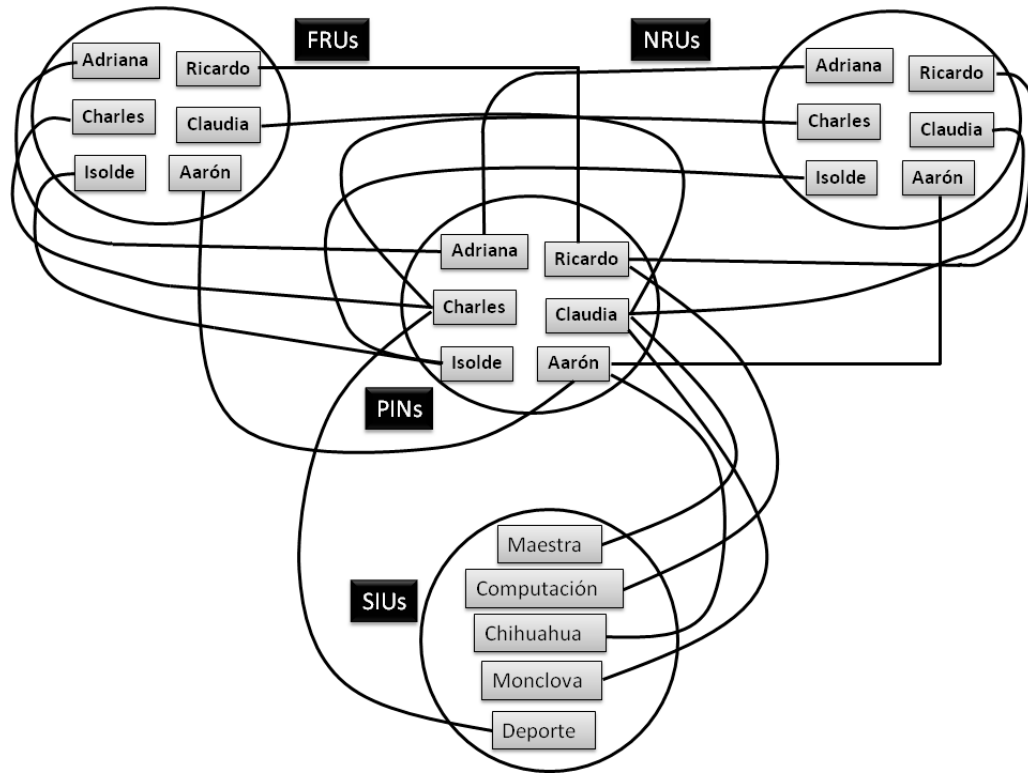 FRUs
NRUs
Adriana
Ricardo
Charles
Claudia
Isolde
Aarón
Adriana
Ricardo
Charles
Claudia
Isolde
Aarón
Adriana
Ricardo
Charles
Claudia
Isolde
Aarón
PINs
SIUs
Maestra
Computación
Chihuahua
Monclova
Deporte